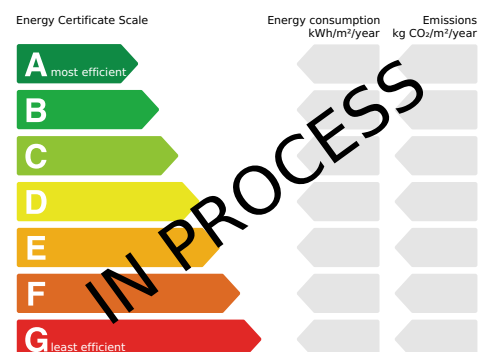 Energy Certificate Scale
Energy consumption
kWh/m²/year
Emissions
kg CO₂/m²/year
A most efficient
B
C
D
E
F
G least efficient
IN PROCESS